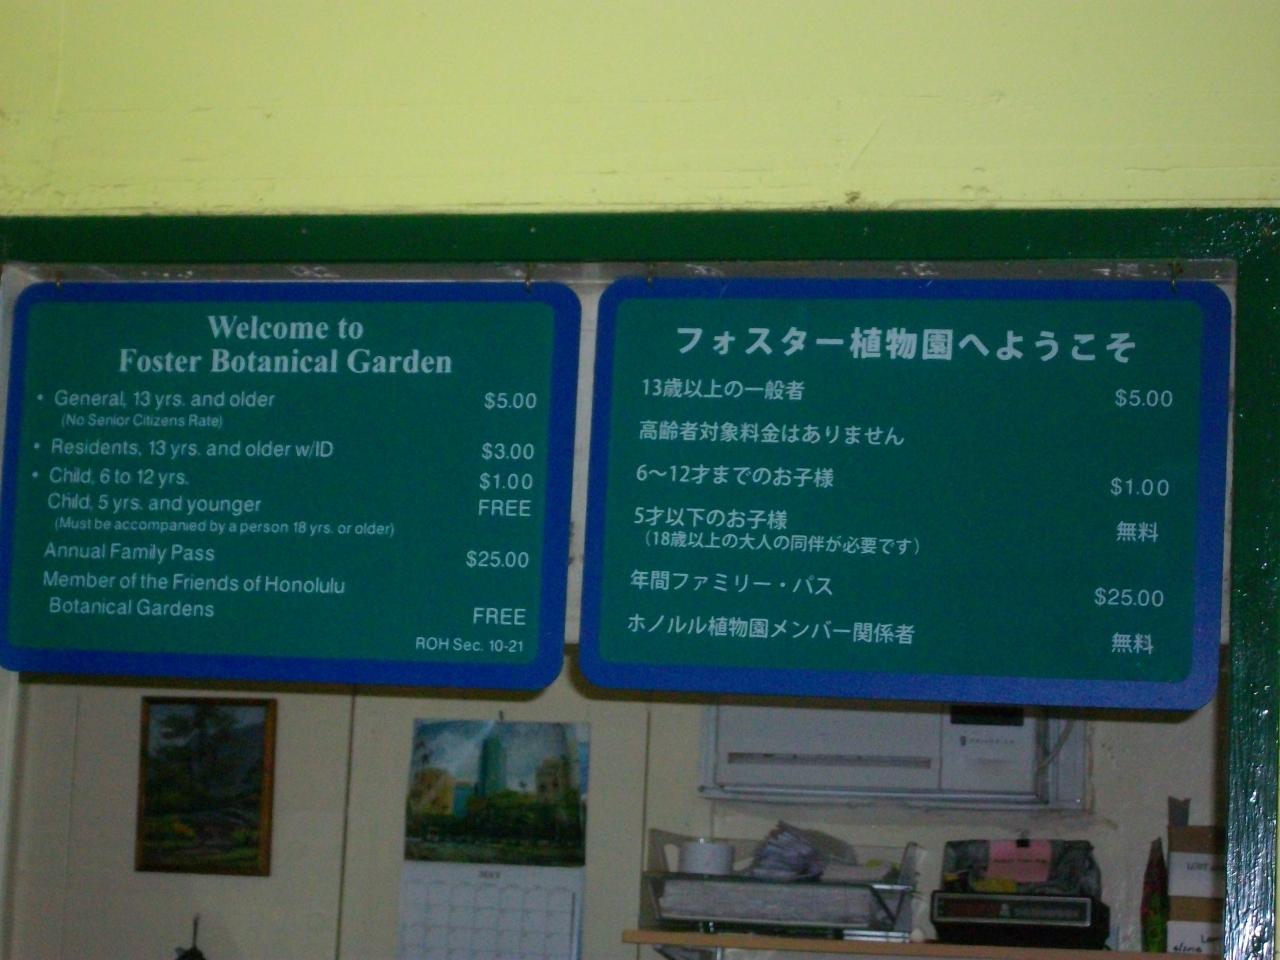 Welcome to
Foster Botanical Garden
• General, 13 yrs. and older $5.00
(No Senior Citizens Rate)
• Residents, 13 yrs. and older w/ID $3.00
• Child, 6 to 12 yrs. $1.00
Child, 5 yrs. and younger FREE
(Must be accompanied by a person 18 yrs. or older)
Annual Family Pass $25.00
Member of the Friends of Honolulu
Botanical Gardens FREE
ROH Sec. 10-21
フォスター植物園へようこそ
13歳以上の一般者 $5.00
高齢者対象料金はありません
6〜12才までのお子様 $1.00
5才以下のお子様 無料
（18歳以上の大人の同伴が必要です）
年間ファミリー・パス $25.00
ホノルル植物園メンバー関係者 無料
MAY
LOST